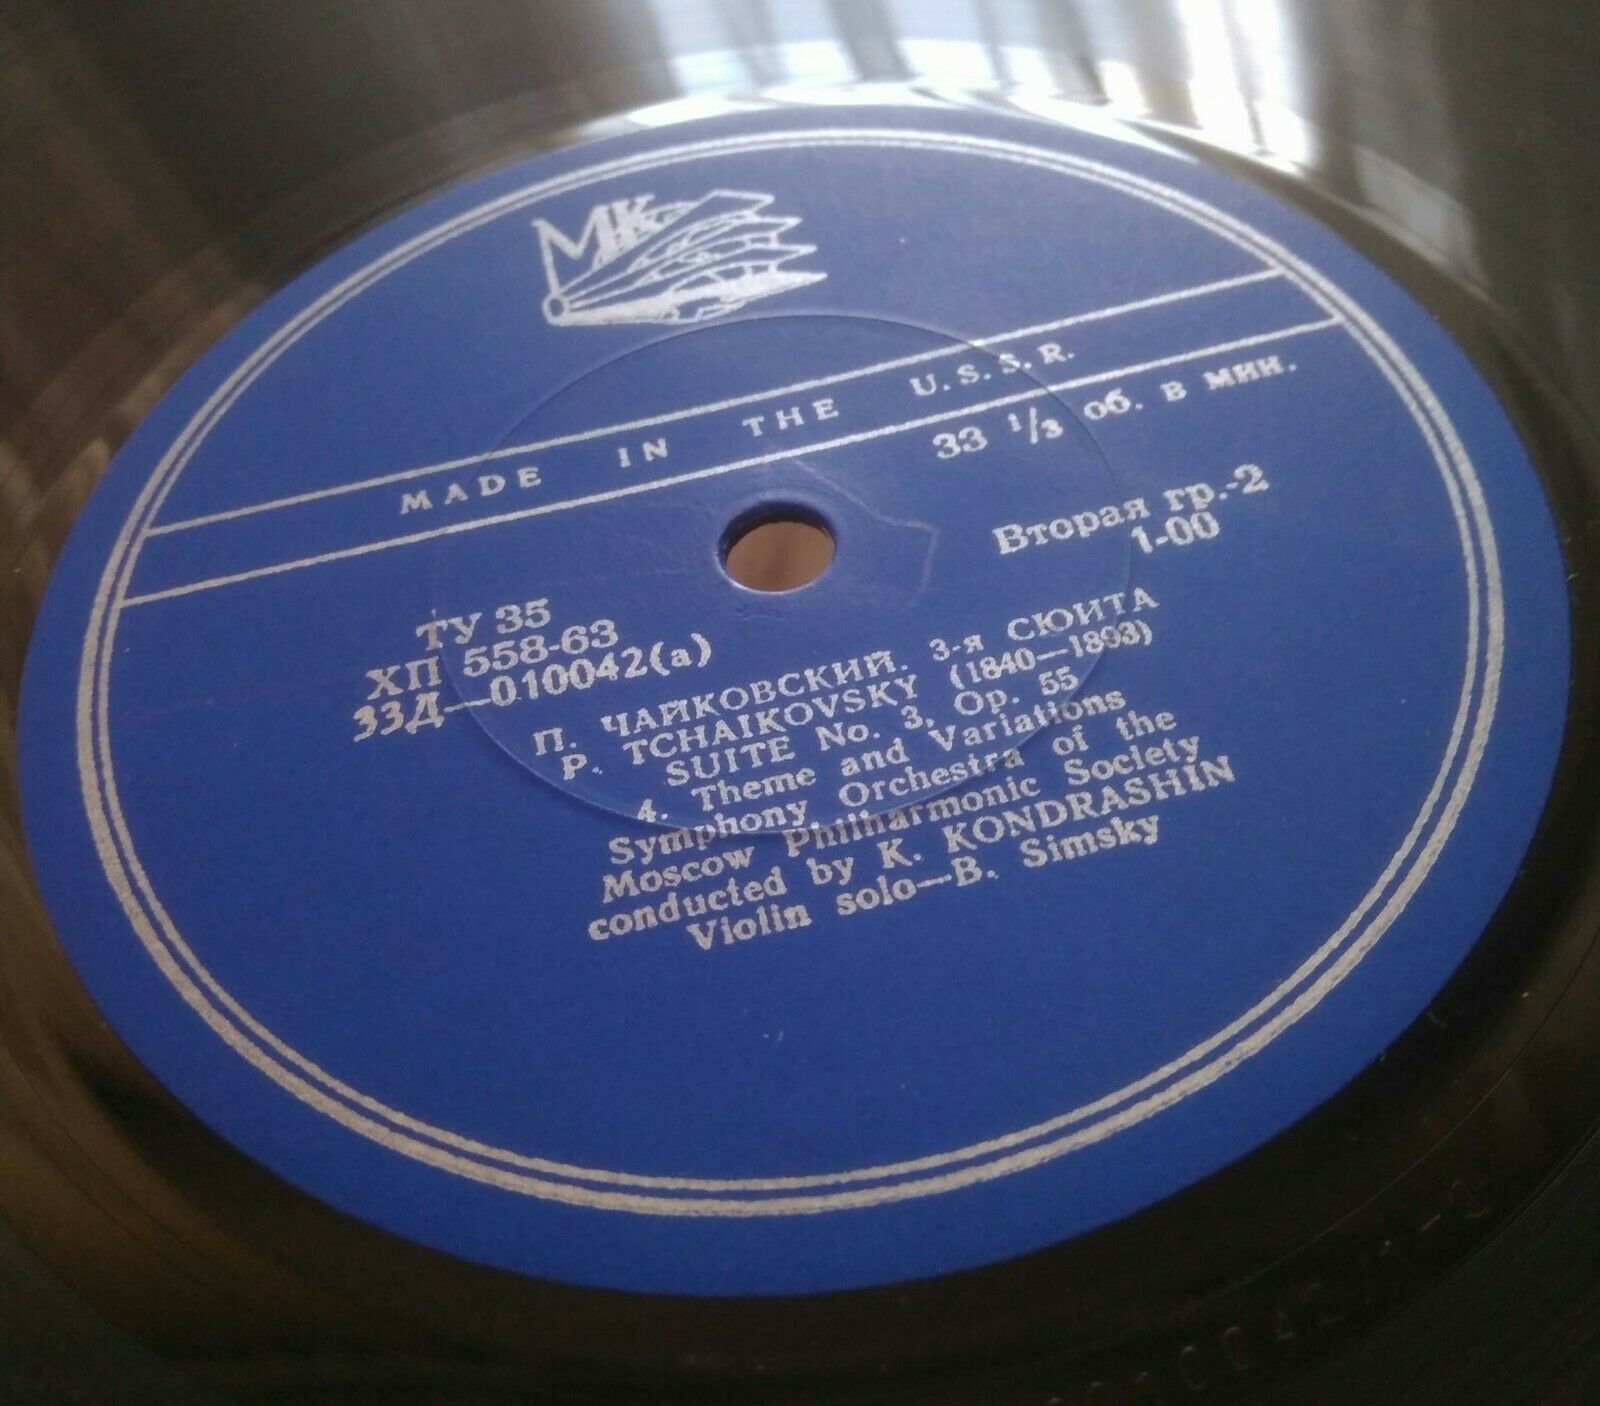 МК
MADE IN THE U.S.S.R.
33 1/3 об. в мин.
Вторая гр.-2
1-00
ТУ 35
ХП 558-63
33Д—010042(а)
П. ЧАЙКОВСКИЙ. 3-я СЮИТА
P. TCHAIKOVSKY (1840—1893)
SUITE No. 3, Op. 55
4. Theme and Variations
Symphony Orchestra of the
Moscow Philharmonic Society
conducted by K. KONDRASHIN
Violin solo—B. Simsky